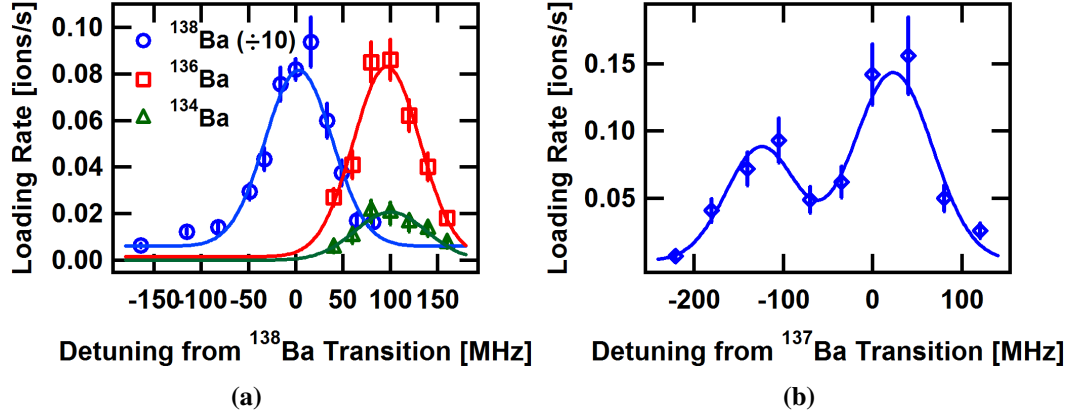 Loading Rate [ions/s]
0.10
0.08
0.06
0.04
0.02
0.00
¹³⁸Ba (÷10)
¹³⁶Ba
¹³⁴Ba
-150 -100 -50 0 50 100 150
Detuning from ¹³⁸Ba Transition [MHz]
(a)
Loading Rate [ions/s]
0.15
0.10
0.05
-200 -100 0 100
Detuning from ¹³⁷Ba Transition [MHz]
(b)